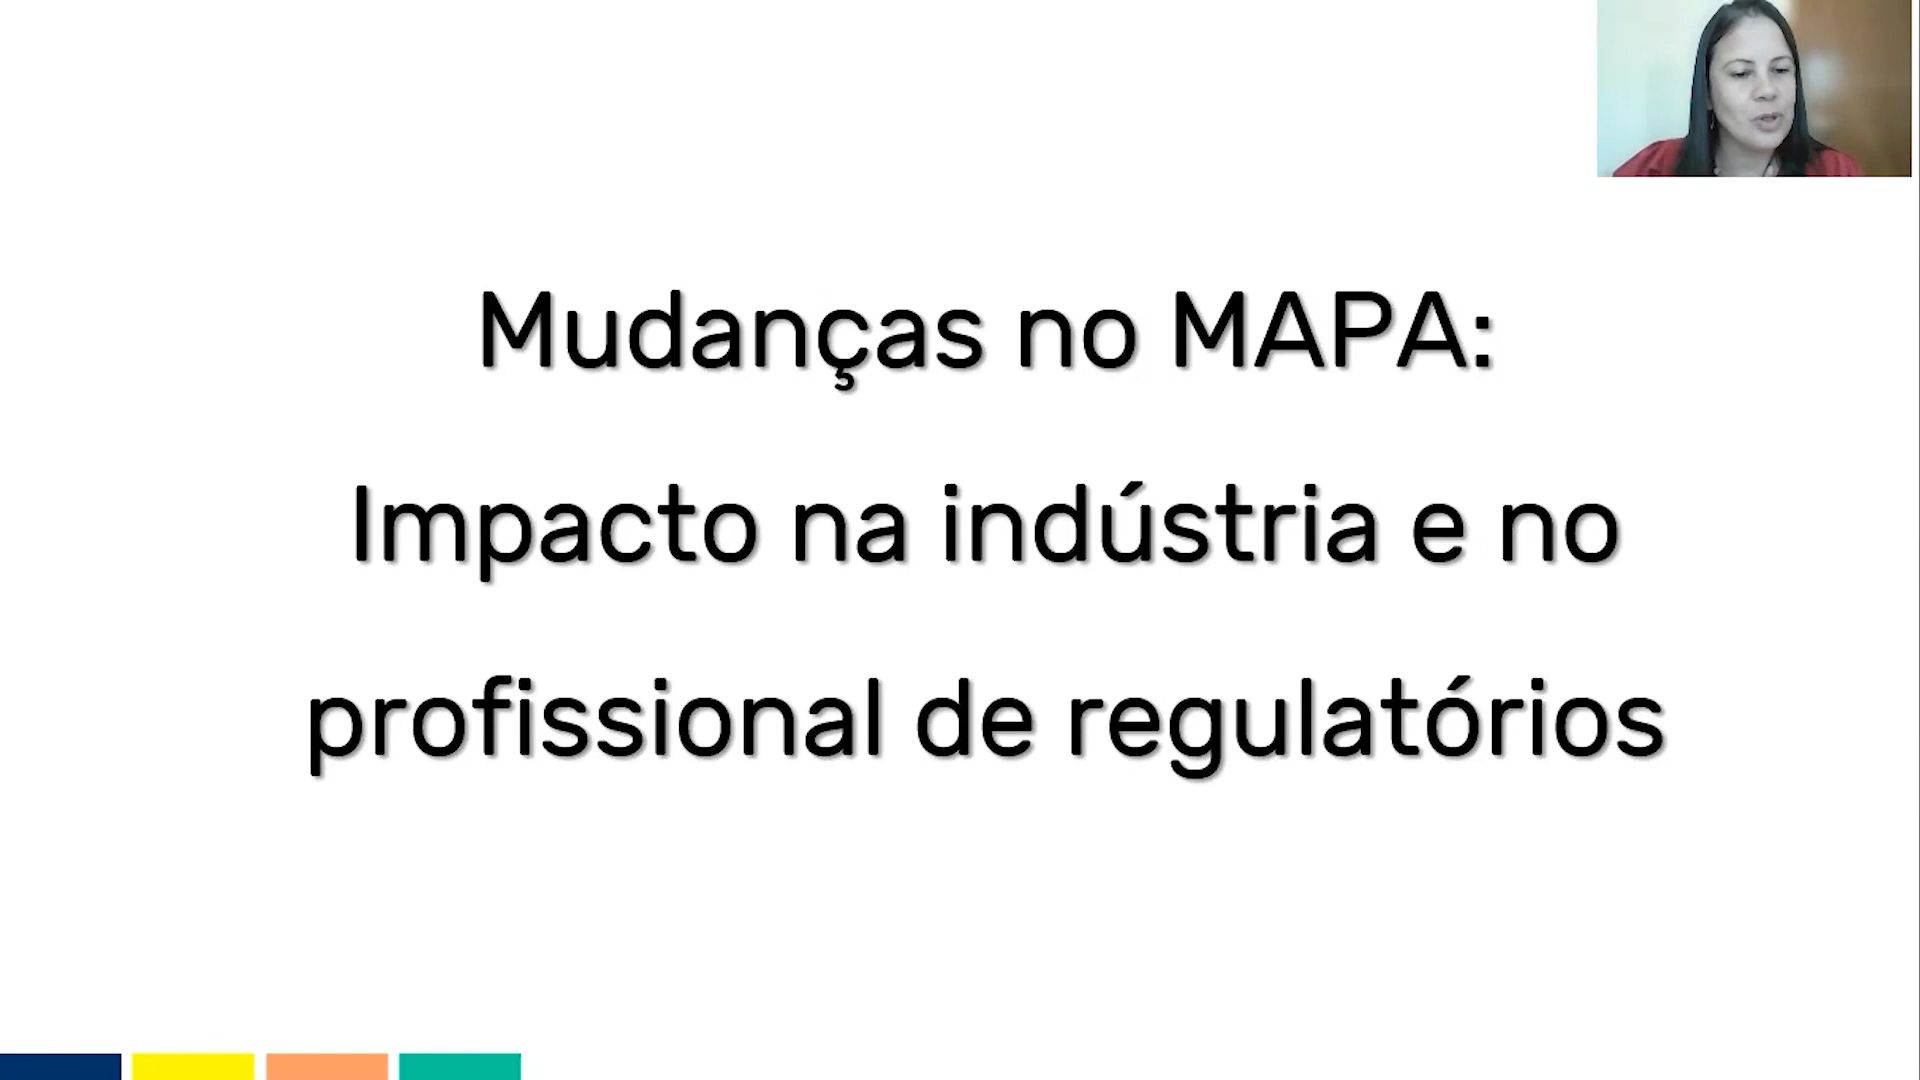 Mudanças no MAPA:
Impacto na indústria e no
profissional de regulatórios